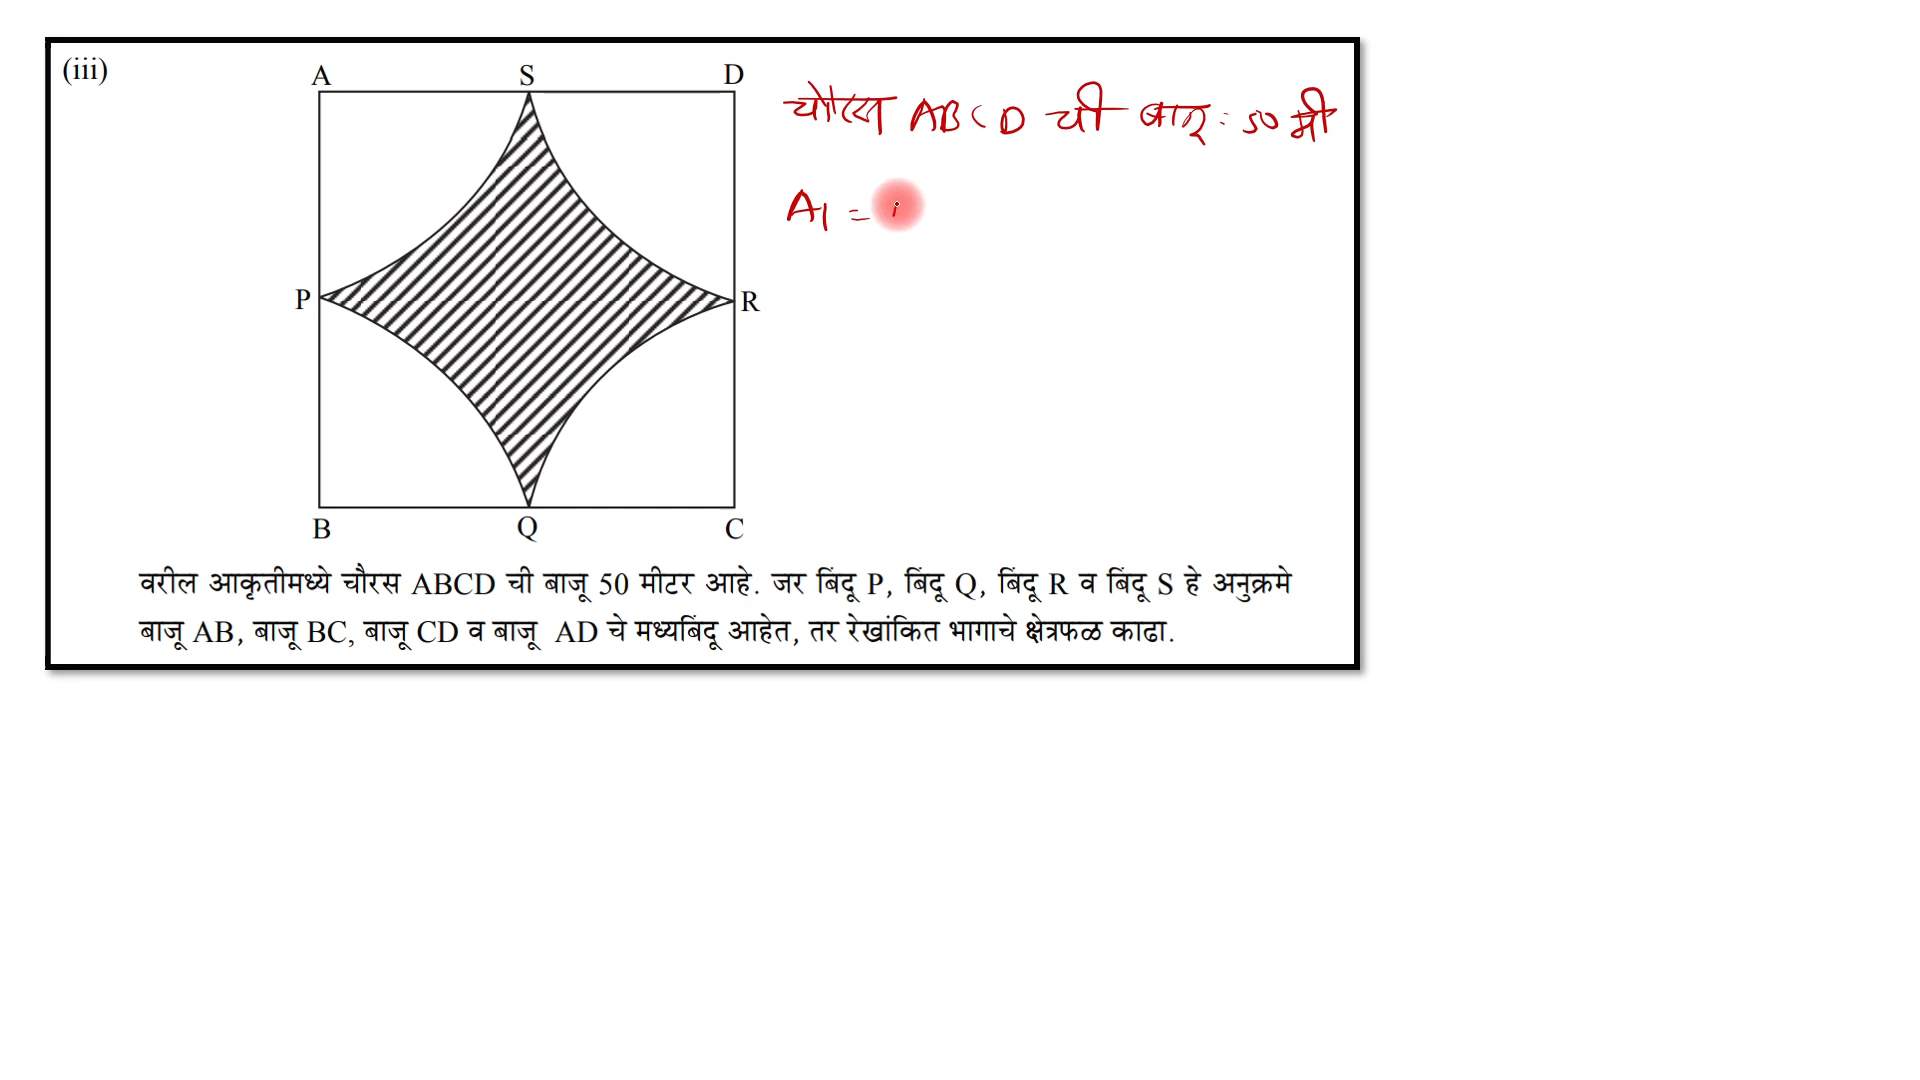 (iii)
A S D
चौरस ABCD ची बाजू = 50 मी
A1 =
P R
B Q C
वरील आकृतीमध्ये चौरस ABCD ची बाजू 50 मीटर आहे. जर बिंदू P, बिंदू Q, बिंदू R व बिंदू S हे अनुक्रमे
बाजू AB, बाजू BC, बाजू CD व बाजू AD चे मध्यबिंदू आहेत, तर रेखांकित भागाचे क्षेत्रफळ काढा.